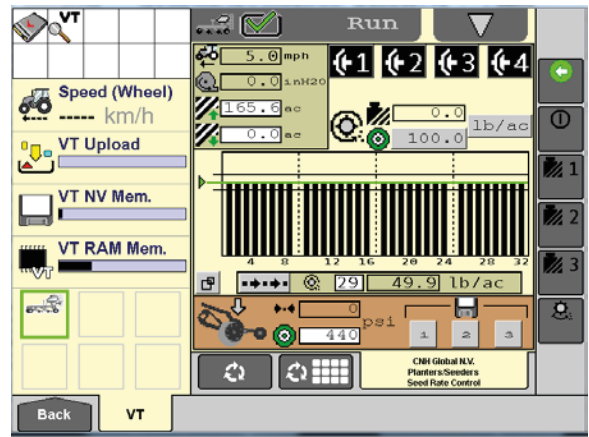 VT
Run
Speed (Wheel)
----- km/h
VT Upload
VT NV Mem.
VT RAM Mem.
5.0 mph
0.0 inH2O
165.6 ac
0.0 ac
1 2 3 4
0.0
100.0
lb/ac
4 8 12 16 20 24 28 32
29 49.9 lb/ac
0
440
psi
1 2 3
CNH Global N.V.
Planters/Seeders
Seed Rate Control
1
2
3
Back VT
VT